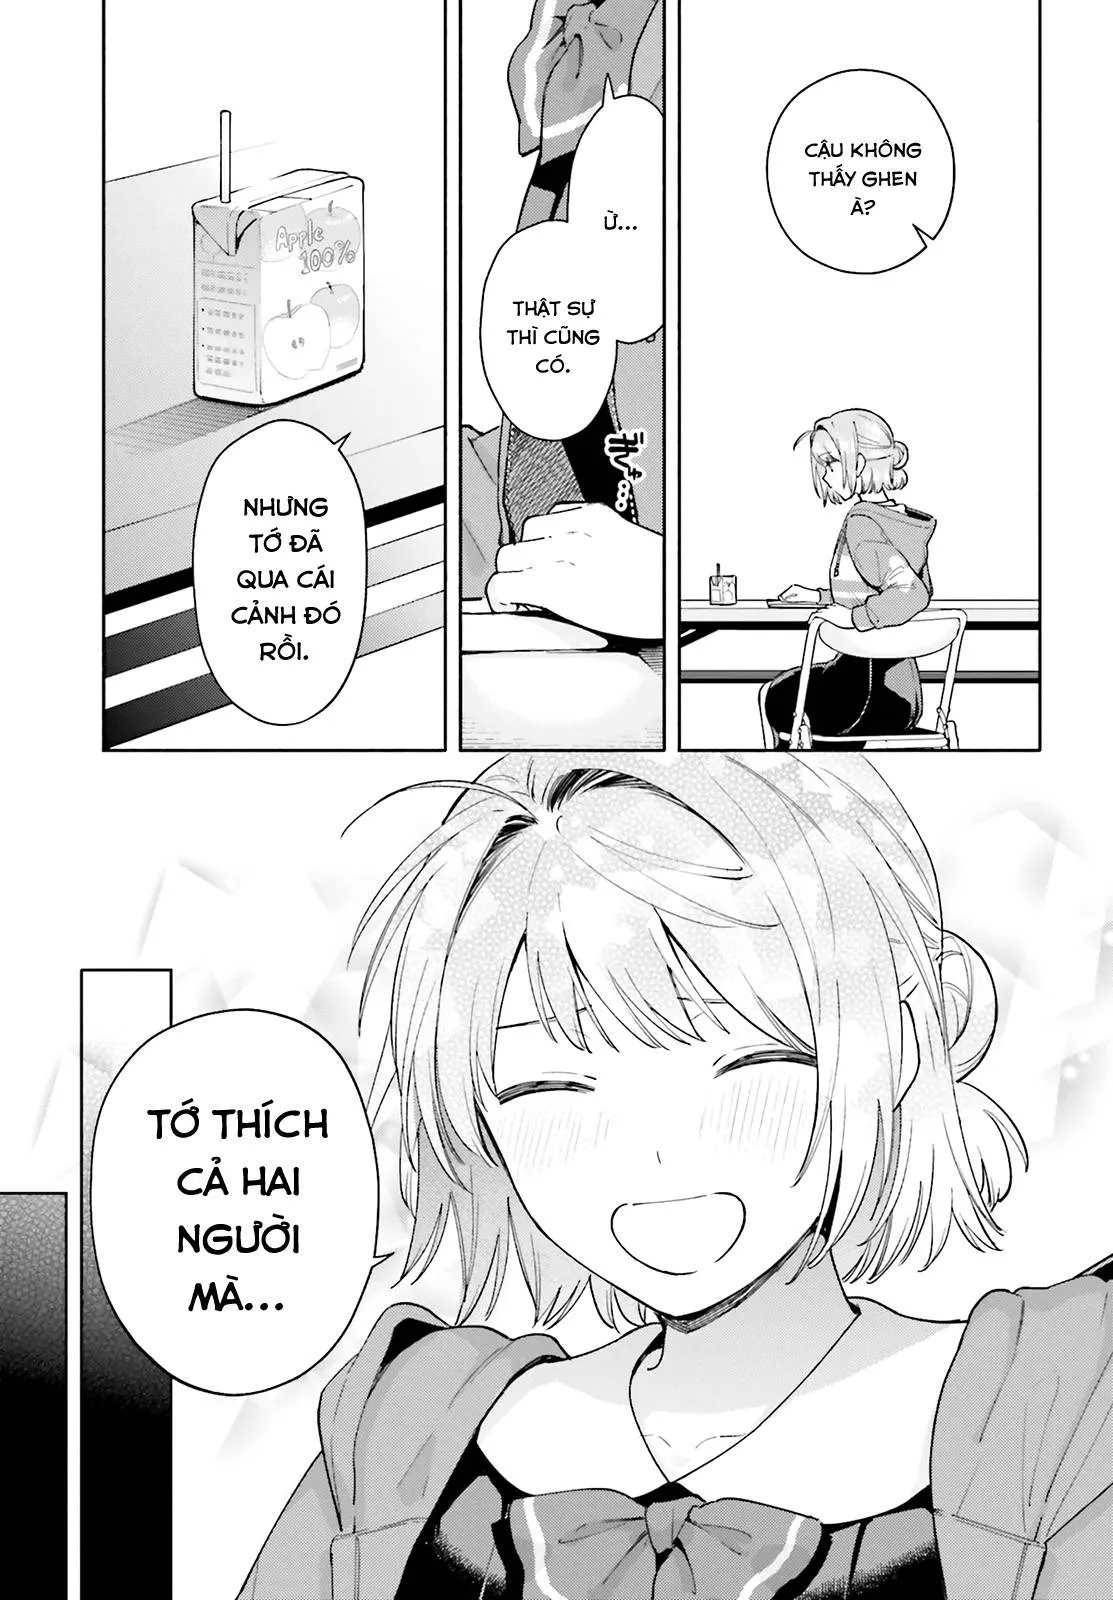 CẬU KHÔNG
THẤY GHEN
À?
Ừ...
THẬT SỰ
THÌ CŨNG
CÓ.
Apple
100%
NHƯNG
TỚ ĐÃ
QUA CÁI
CẢNH ĐÓ
RỒI.
TỚ THÍCH
CẢ HAI
NGƯỜI
MÀ...